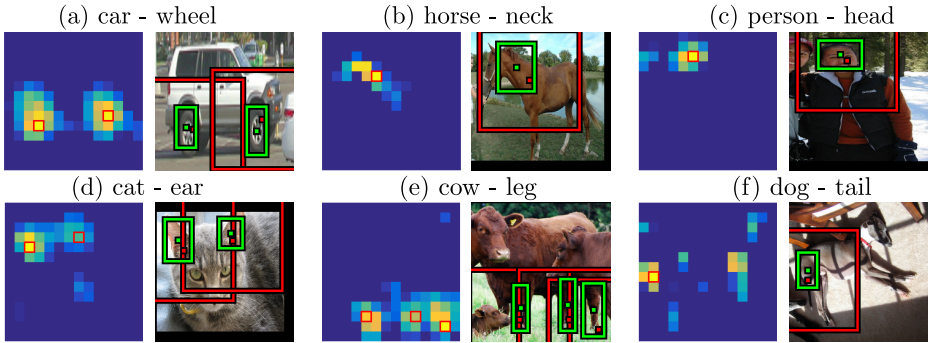 (a) car - wheel
(b) horse - neck
(c) person - head
(d) cat - ear
(e) cow - leg
(f) dog - tail